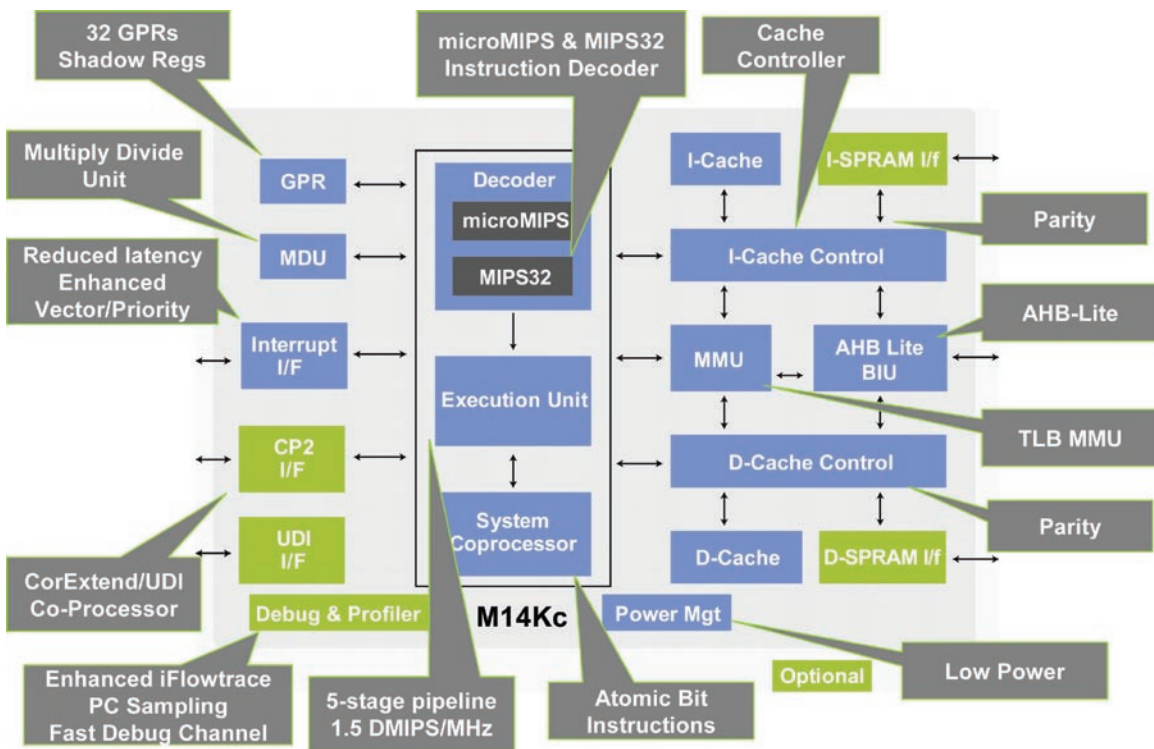 32 GPRs
Shadow Regs
microMIPS & MIPS32
Instruction Decoder
Cache
Controller
Multiply Divide
Unit
GPR
Decoder
microMIPS
MIPS32
I-Cache
I-SPRAM I/f
Parity
MDU
I-Cache Control
Reduced latency
Enhanced
Vector/Priority
Interrupt
I/F
Execution Unit
MMU
AHB Lite
BIU
AHB-Lite
TLB MMU
CP2
I/F
D-Cache Control
Parity
UDI
I/F
System
Coprocessor
D-Cache
D-SPRAM I/f
CorExtend/UDI
Co-Processor
Debug & Profiler
M14Kc
Power Mgt
Optional
Low Power
Enhanced iFlowtrace
PC Sampling
Fast Debug Channel
5-stage pipeline
1.5 DMIPS/MHz
Atomic Bit
Instructions